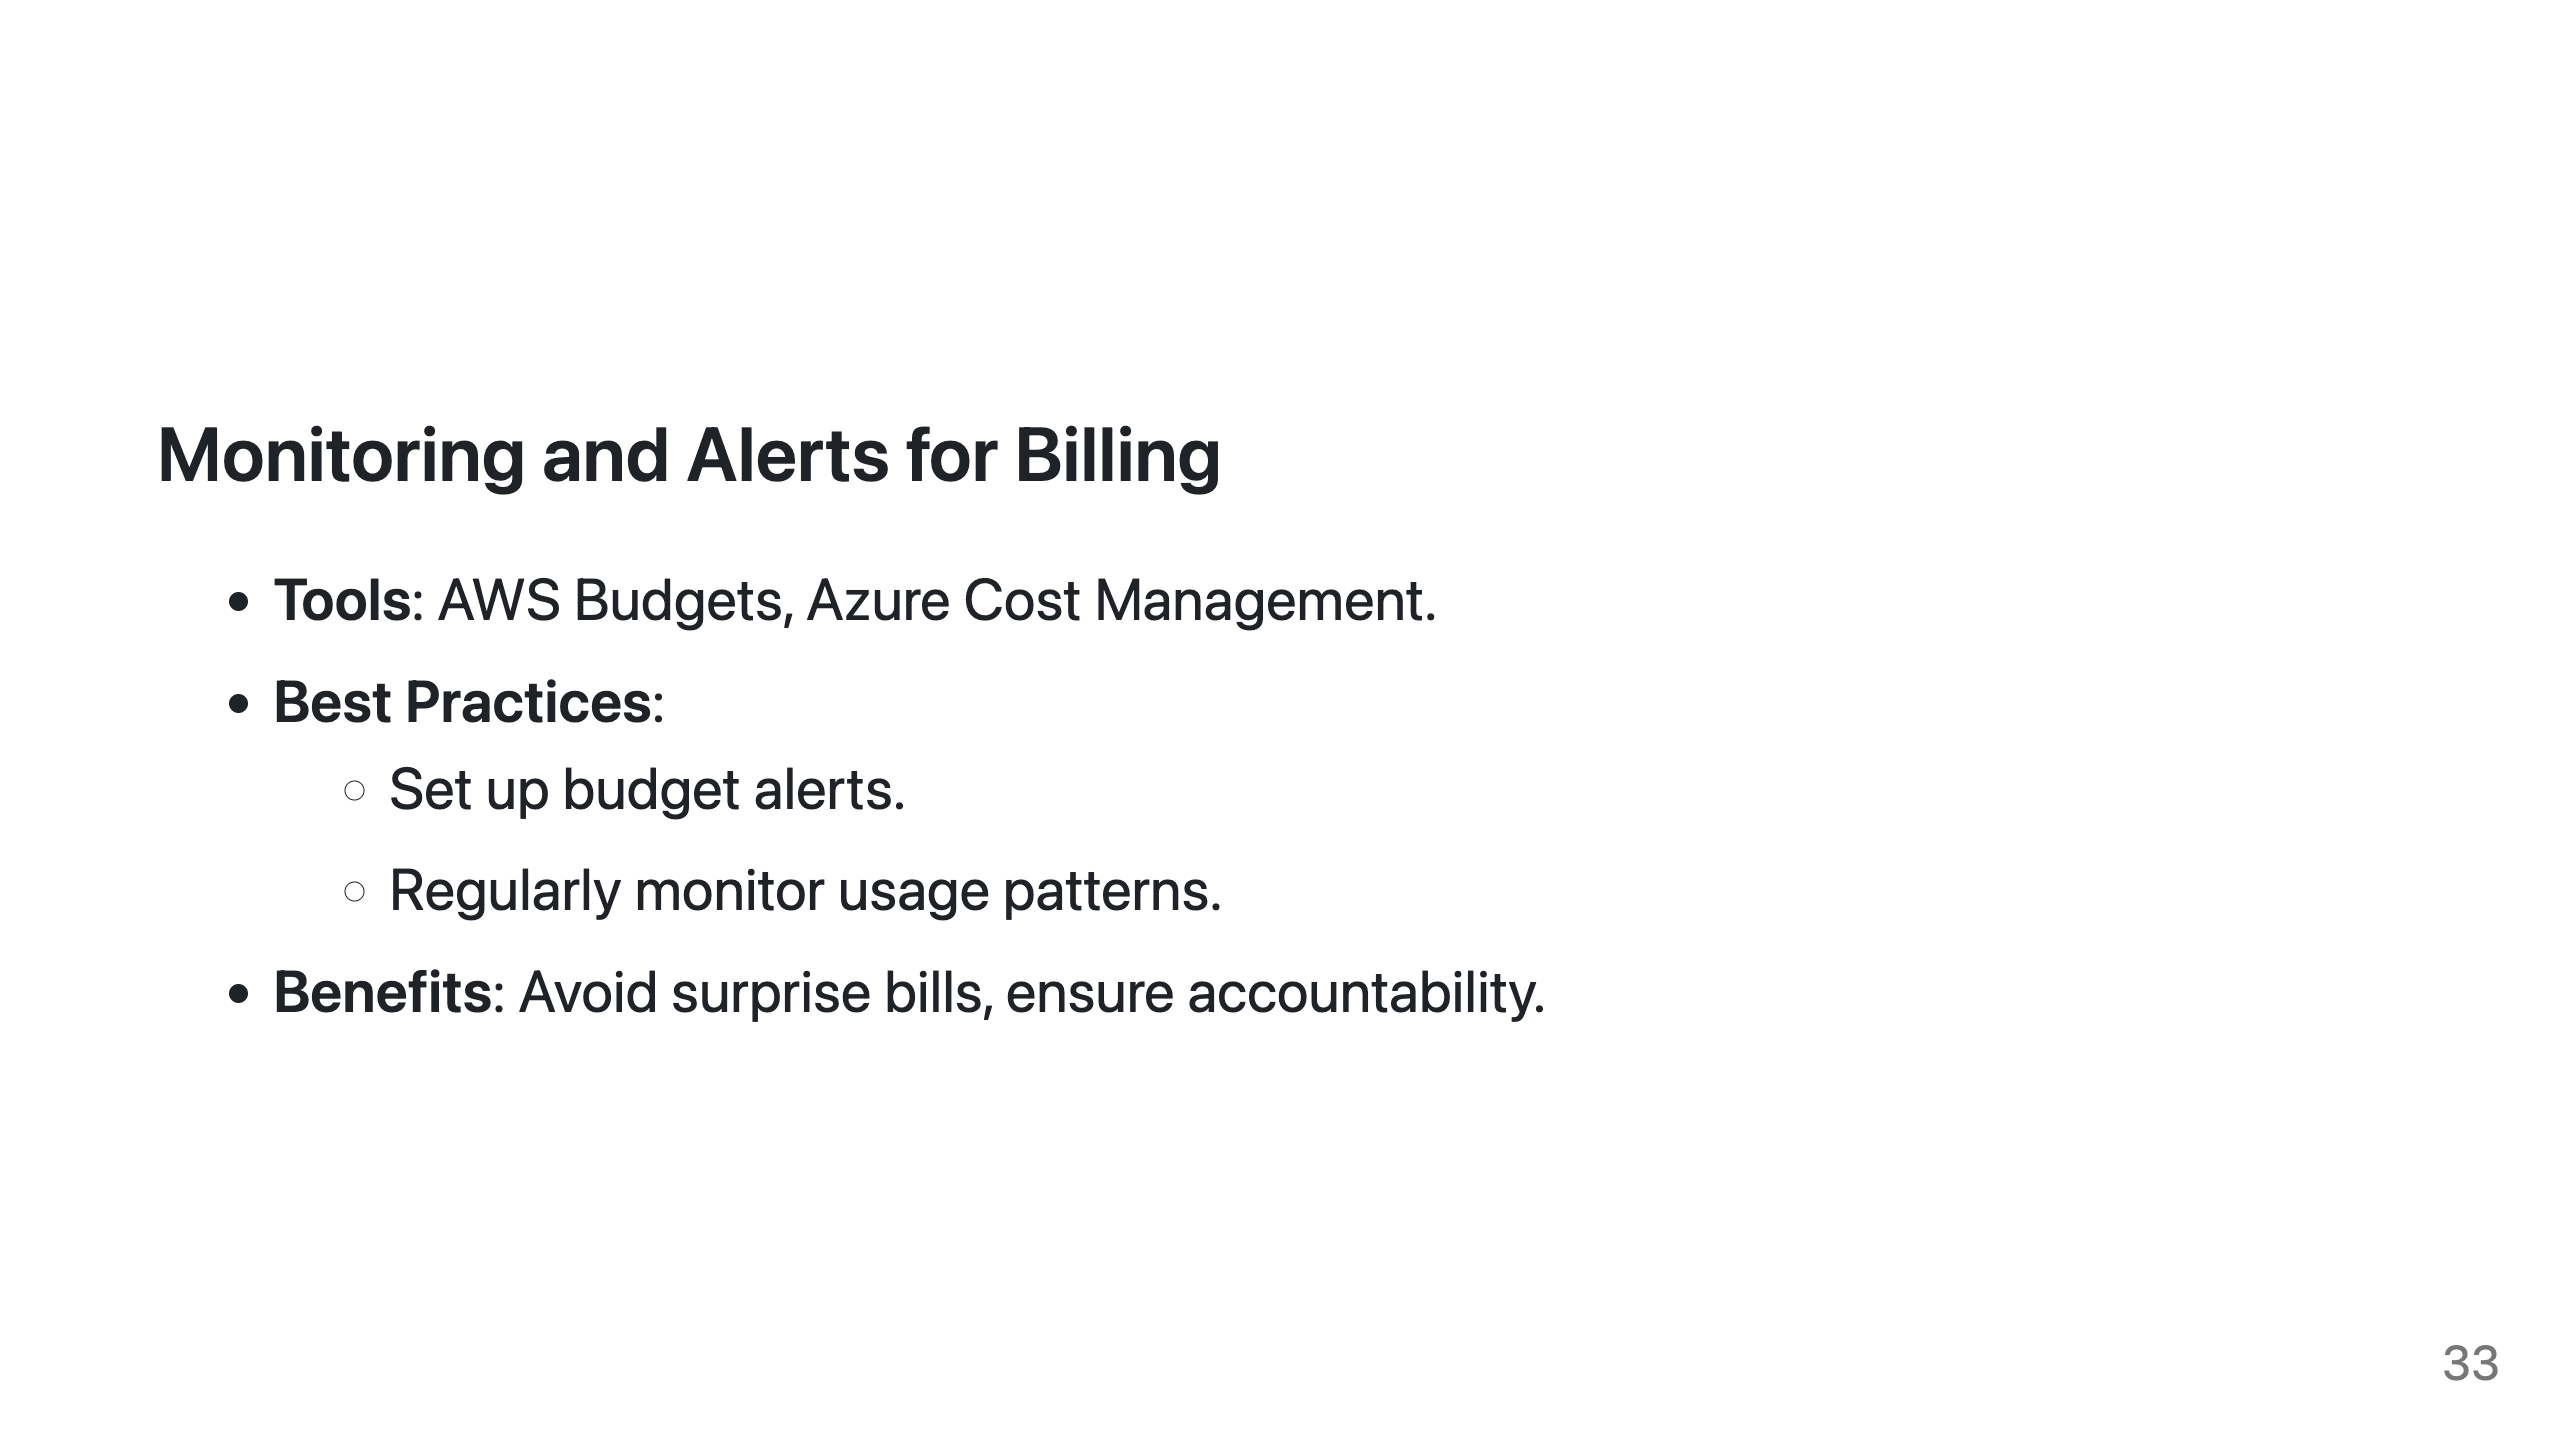 Monitoring and Alerts for Billing
• Tools: AWS Budgets, Azure Cost Management.
• Best Practices:
○ Set up budget alerts.
○ Regularly monitor usage patterns.
• Benefits: Avoid surprise bills, ensure accountability.
33